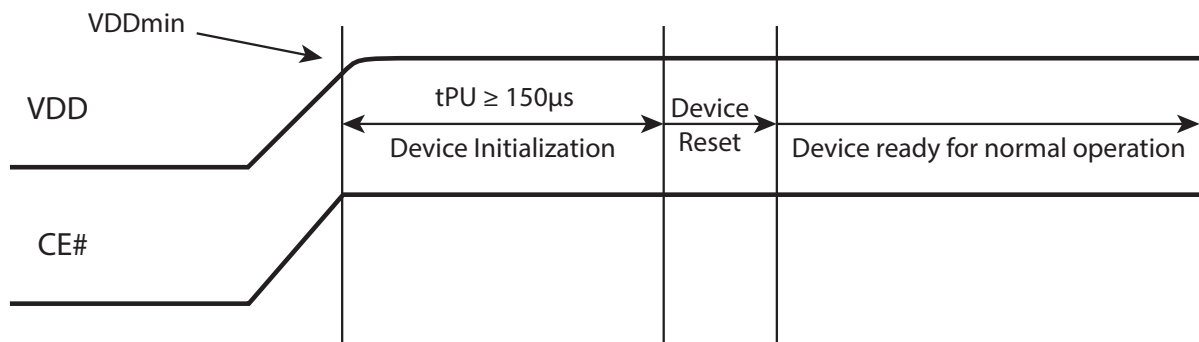 VDDmin
VDD
tPU ≥ 150μs
Device Initialization
Device
Reset
Device ready for normal operation
CE#